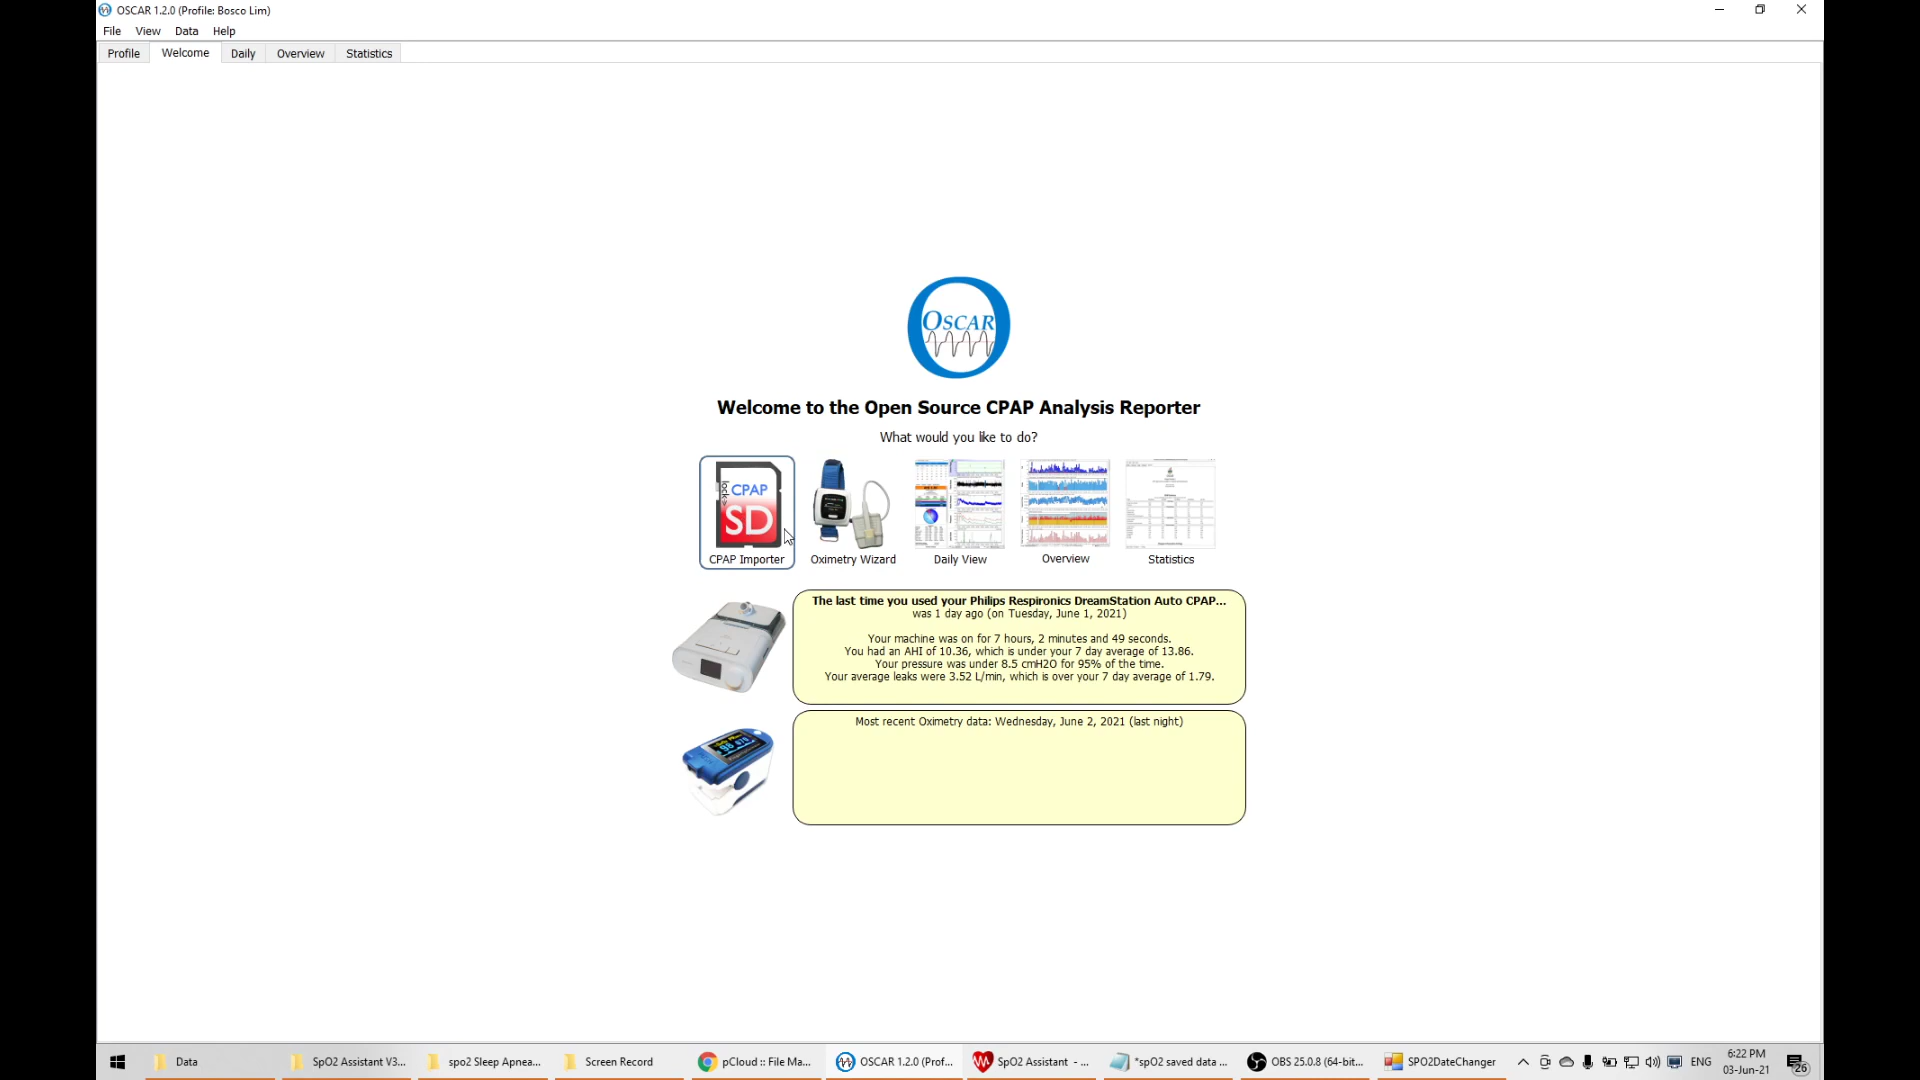 OSCAR 1.2.0 (Profile: Bosco Lim)
File View Data Help
Profile Welcome Daily Overview Statistics
OSCAR
Welcome to the Open Source CPAP Analysis Reporter
What would you like to do?
lock->
CPAP
SD
CPAP Importer Oximetry Wizard Daily View Overview Statistics
The last time you used your Philips Respironics DreamStation Auto CPAP...
was 1 day ago (on Tuesday, June 1, 2021)
Your machine was on for 7 hours, 2 minutes and 49 seconds.
You had an AHI of 10.36, which is under your 7 day average of 13.86.
Your pressure was under 8.5 cmH2O for 95% of the time.
Your average leaks were 3.52 L/min, which is over your 7 day average of 1.79.
Most recent Oximetry data: Wednesday, June 2, 2021 (last night)
Data SpO2 Assistant V3... spo2 Sleep Apnea... Screen Record pCloud :: File Ma... OSCAR 1.2.0 (Prof... SpO2 Assistant - ... *spO2 saved data ... OBS 25.0.8 (64-bit... SPO2DateChanger ENG 6:22 PM
03-Jun-21 26